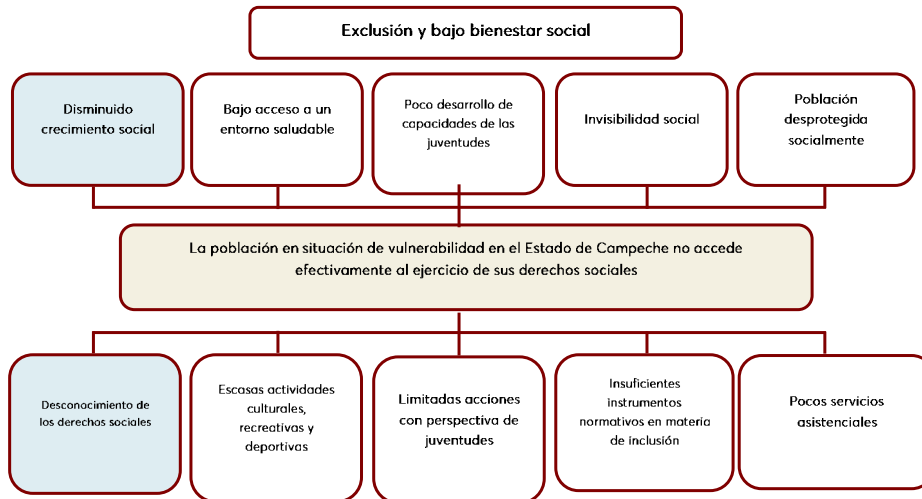 Exclusión y bajo bienestar social
Disminuido
crecimiento social
Bajo acceso a un
entorno saludable
Poco desarrollo de
capacidades de las
juventudes
Invisibilidad social
Población
desprotegida
socialmente
La población en situación de vulnerabilidad en el Estado de Campeche no accede
efectivamente al ejercicio de sus derechos sociales
Desconocimiento de
los derechos sociales
Escasas actividades
culturales,
recreativas y
deportivas
Limitadas acciones
con perspectiva de
juventudes
Insuficientes
instrumentos
normativos en materia
de inclusión
Pocos servicios
asistenciales